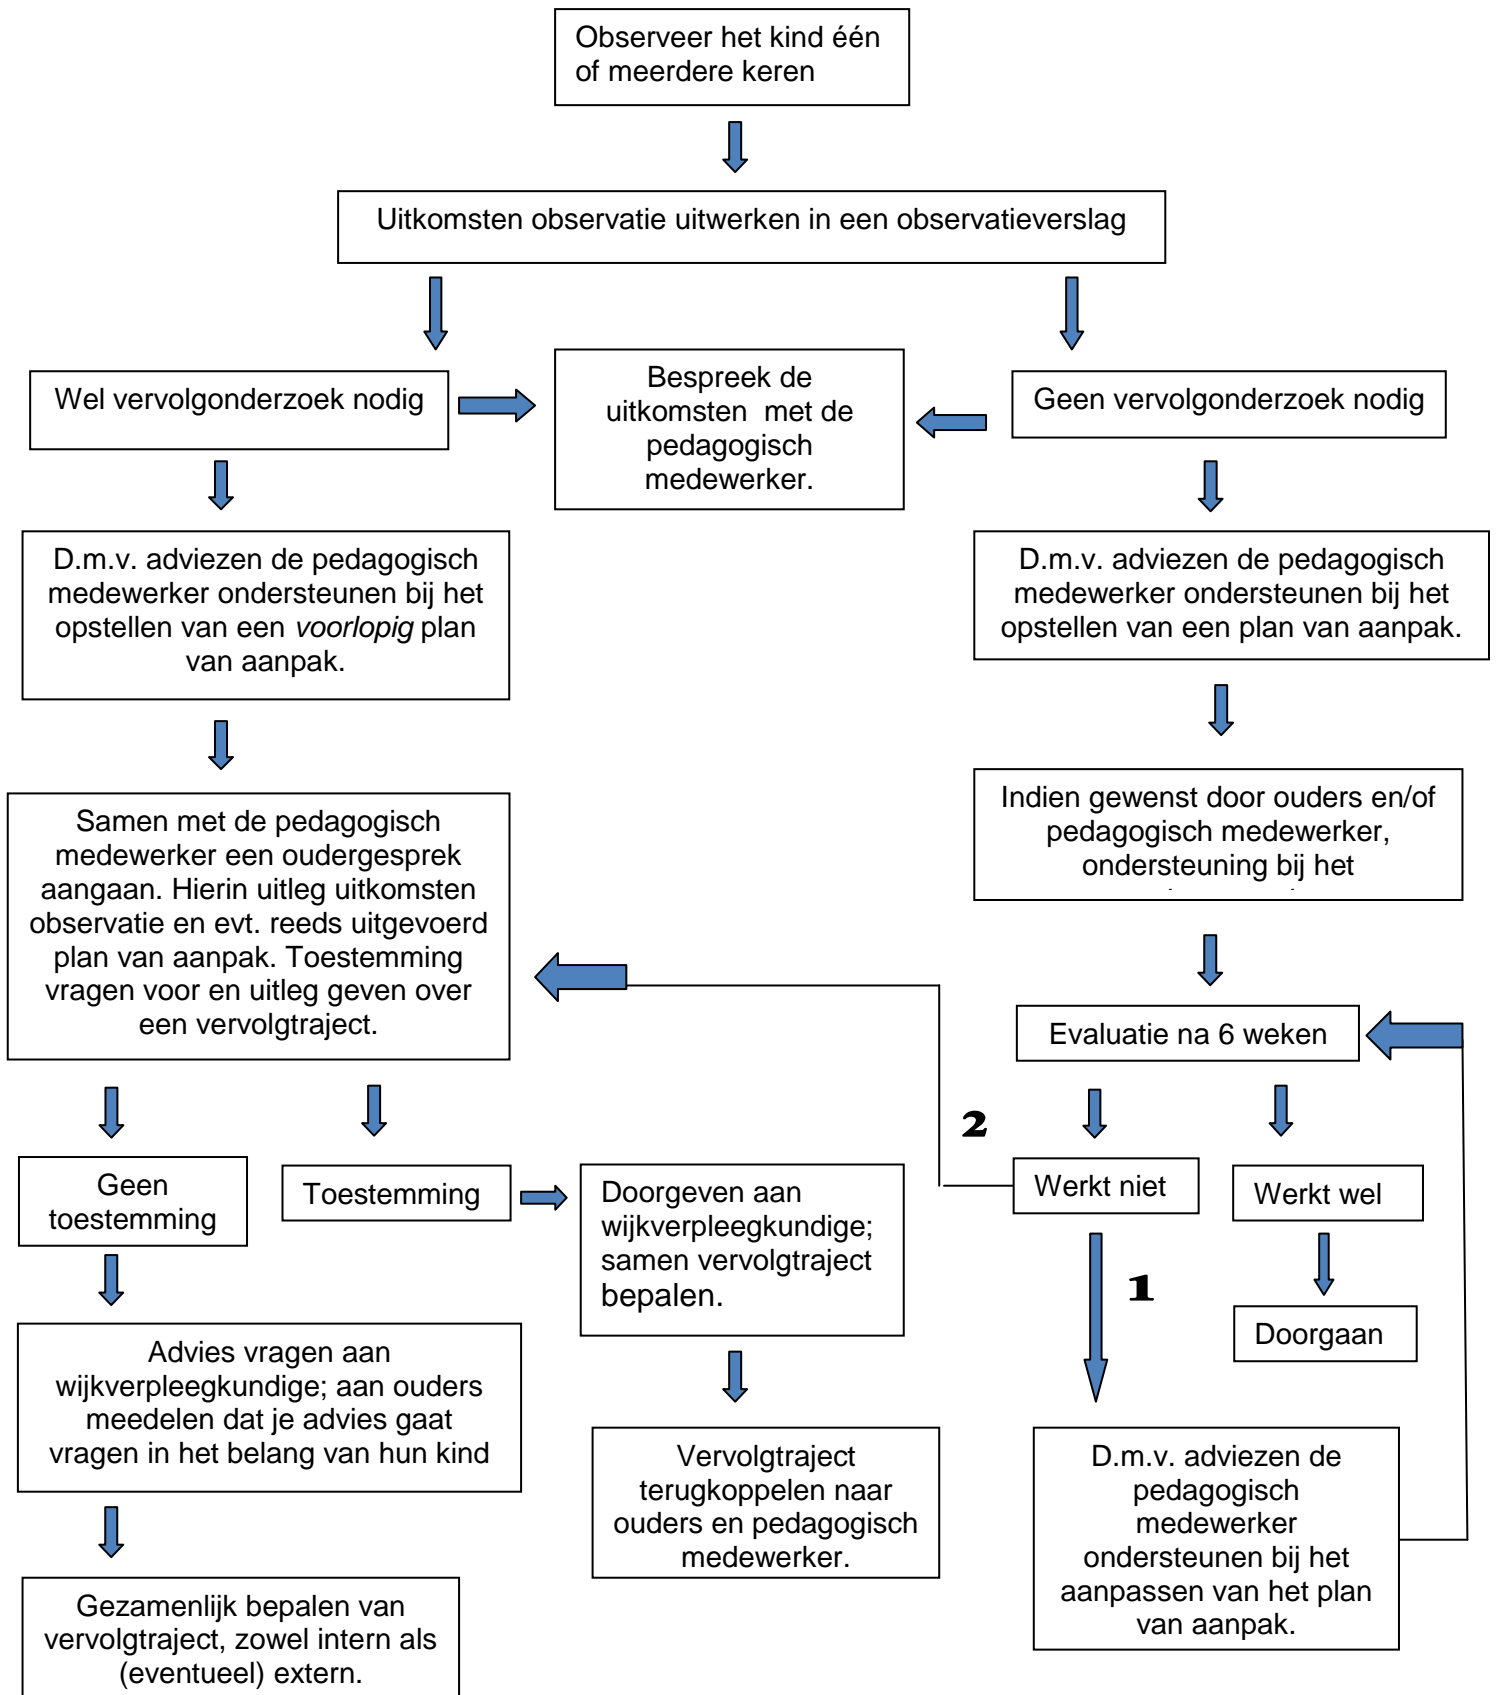 Observeer het kind één
of meerdere keren
Uitkomsten observatie uitwerken in een observatieverslag
Wel vervolgonderzoek nodig
Bespreek de
uitkomsten met de
pedagogisch
medewerker.
Geen vervolgonderzoek nodig
D.m.v. adviezen de pedagogisch
medewerker ondersteunen bij het
opstellen van een voorlopig plan
van aanpak.
D.m.v. adviezen de pedagogisch
medewerker ondersteunen bij het
opstellen van een plan van aanpak.
Samen met de pedagogisch
medewerker een oudergesprek
aangaan. Hierin uitleg uitkomsten
observatie en evt. reeds uitgevoerd
plan van aanpak. Toestemming
vragen voor en uitleg geven over
een vervolgtraject.
Indien gewenst door ouders en/of
pedagogisch medewerker,
ondersteuning bij het
Evaluatie na 6 weken
2
Geen
toestemming
Toestemming
Doorgeven aan
wijkverpleegkundige;
samen vervolgtraject
bepalen.
Werkt niet
Werkt wel
1
Doorgaan
Advies vragen aan
wijkverpleegkundige; aan ouders
meedelen dat je advies gaat
vragen in het belang van hun kind
Vervolgtraject
terugkoppelen naar
ouders en pedagogisch
medewerker.
D.m.v. adviezen de
pedagogisch
medewerker
ondersteunen bij het
aanpassen van het plan
van aanpak.
Gezamenlijk bepalen van
vervolgtraject, zowel intern als
(eventueel) extern.